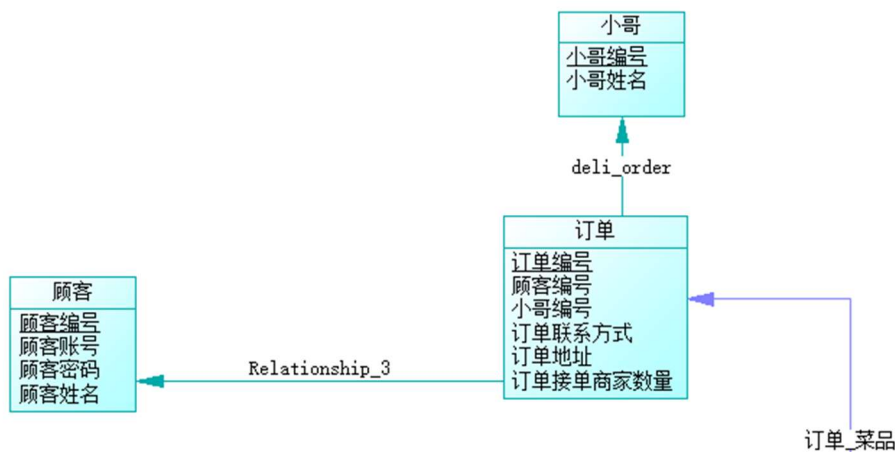 小哥
小哥编号
小哥姓名
deli_order
订单
订单编号
顾客编号
小哥编号
订单联系方式
订单地址
订单接单商家数量
顾客
顾客编号
顾客账号
顾客密码
顾客姓名
Relationship_3
订单_菜品